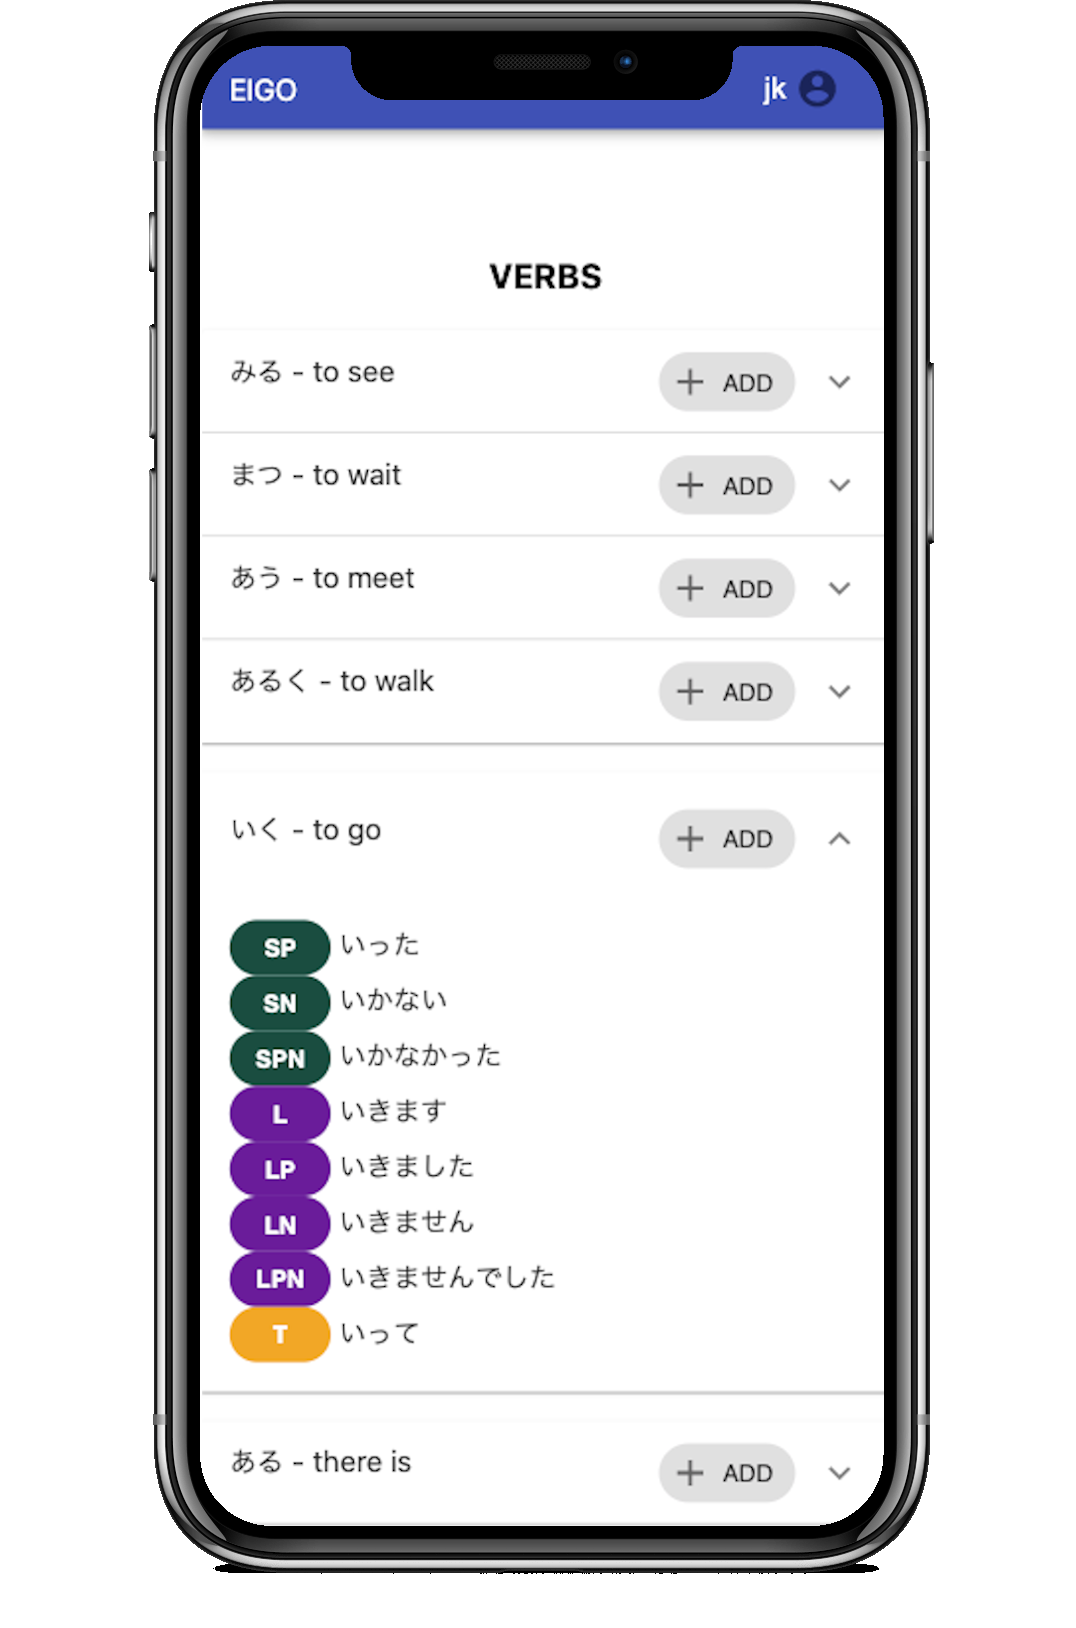 EIGO jk
VERBS
みる - to see + ADD
まつ - to wait + ADD
あう - to meet + ADD
あるく - to walk + ADD
いく - to go + ADD
SP いった
SN いかない
SPN いかなかった
L いきます
LP いきました
LN いきません
LPN いきませんでした
T いって
ある - there is + ADD